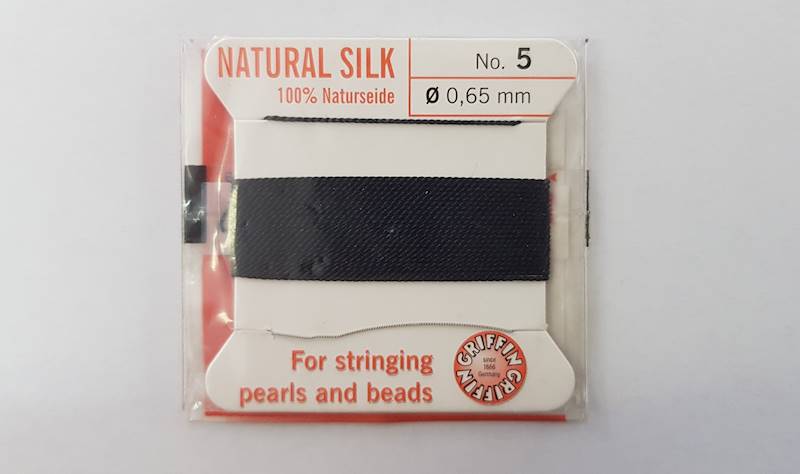 NATURAL SILK
100% Naturseide
No. 5
Ø 0,65 mm
For stringing
pearls and beads
GRIFFIN GRIFFIN
since
1866
Germany